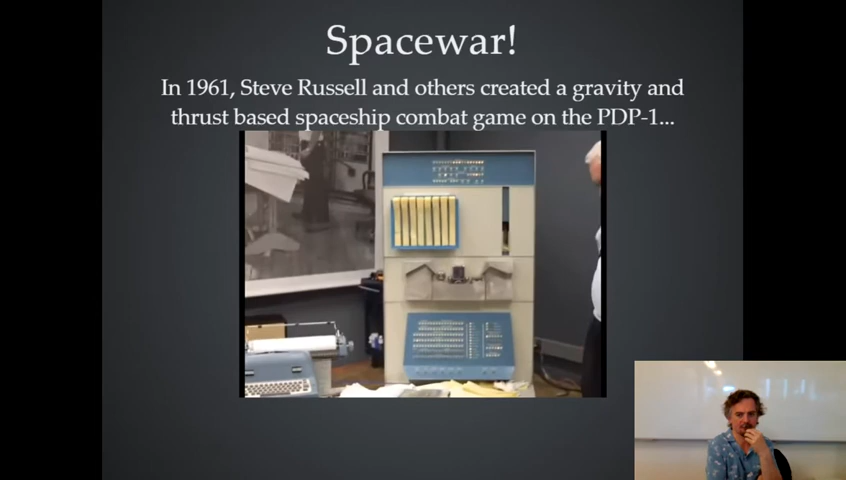 Spacewar!
In 1961, Steve Russell and others created a gravity and
thrust based spaceship combat game on the PDP-1...